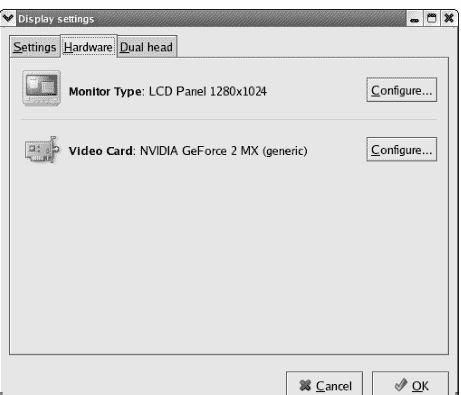 Display settings
Settings Hardware Dual head
Monitor Type: LCD Panel 1280x1024 Configure...
Video Card: NVIDIA GeForce 2 MX (generic) Configure...
Cancel OK